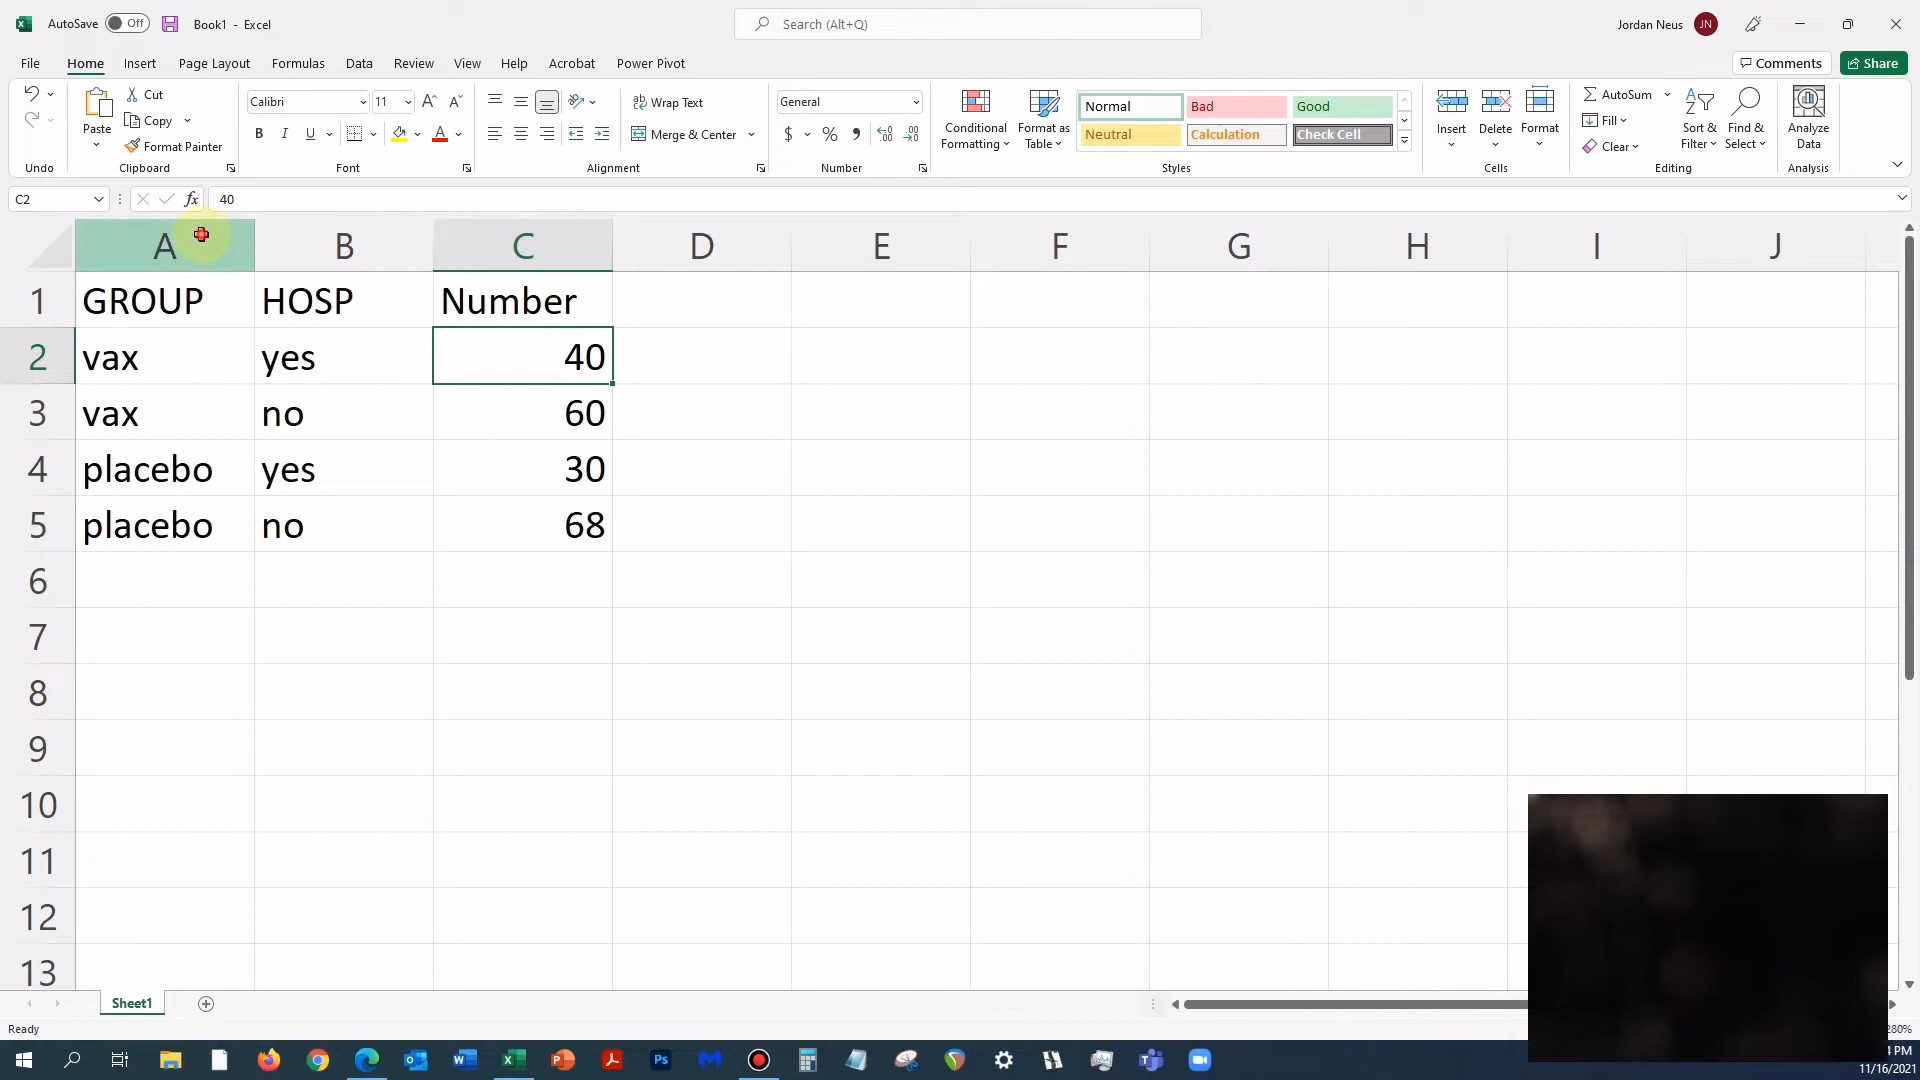 AutoSave Off Book1 - Excel Search (Alt+Q) Jordan Neus JN
File Home Insert Page Layout Formulas Data Review View Help Acrobat Power Pivot Comments Share
Cut Calibri 11 Wrap Text General Normal Bad Good AutoSum
Copy Fill
Paste Conditional Formatting Format as Table Insert Delete Format Sort & Filter Find & Select Analyze Data
B I U Merge & Center $ % Neutral Calculation Check Cell
Format Painter Clear
Undo Clipboard Font Alignment Number Styles Cells Editing Analysis
C2 fx 40
A B C D E F G H I J
1 GROUP HOSP Number
2 vax yes 40
3 vax no 60
4 placebo yes 30
5 placebo no 68
6
7
8
9
10
11
12
13
Sheet1
Ready 280%
PM
11/16/2021